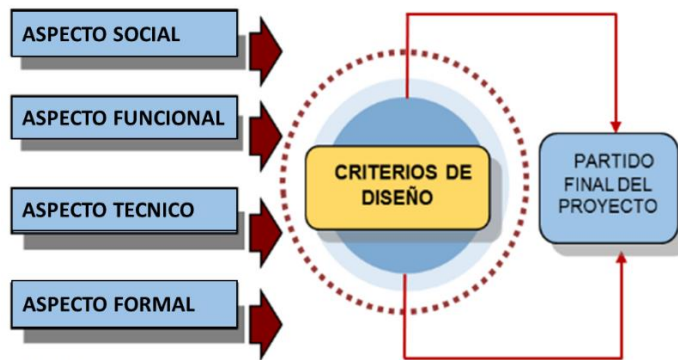 ASPECTO SOCIAL
ASPECTO FUNCIONAL
ASPECTO TECNICO
ASPECTO FORMAL
CRITERIOS DE
DISEÑO
PARTIDO
FINAL DEL
PROYECTO